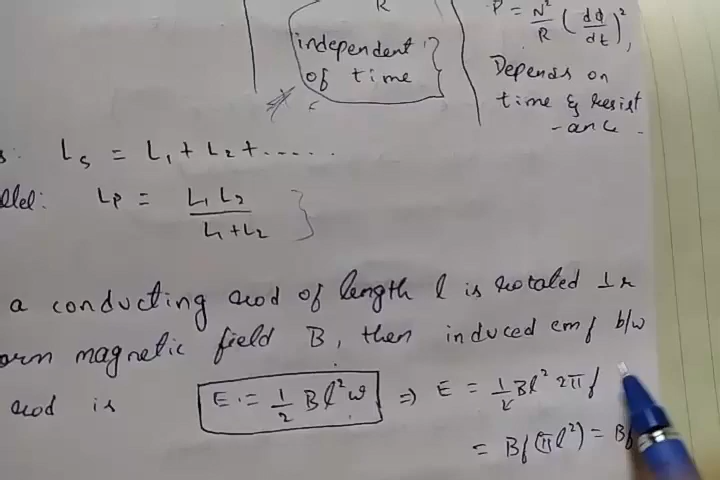 R
independent
of time
P = N²/R (dϕ/dt)²,
Depends on
time & resist
-ance.
s: Ls = L₁ + L₂ + .....
llel: Lp = L₁ L₂ / L₁ + L₂
a conducting rod of length l is rotated ⊥r
orm magnetic field B, then induced emf b/w
rod is E = 1/2 B l² ω ⇒ E = 1/2 B l² 2π f
= Bf (πl²) = Bf